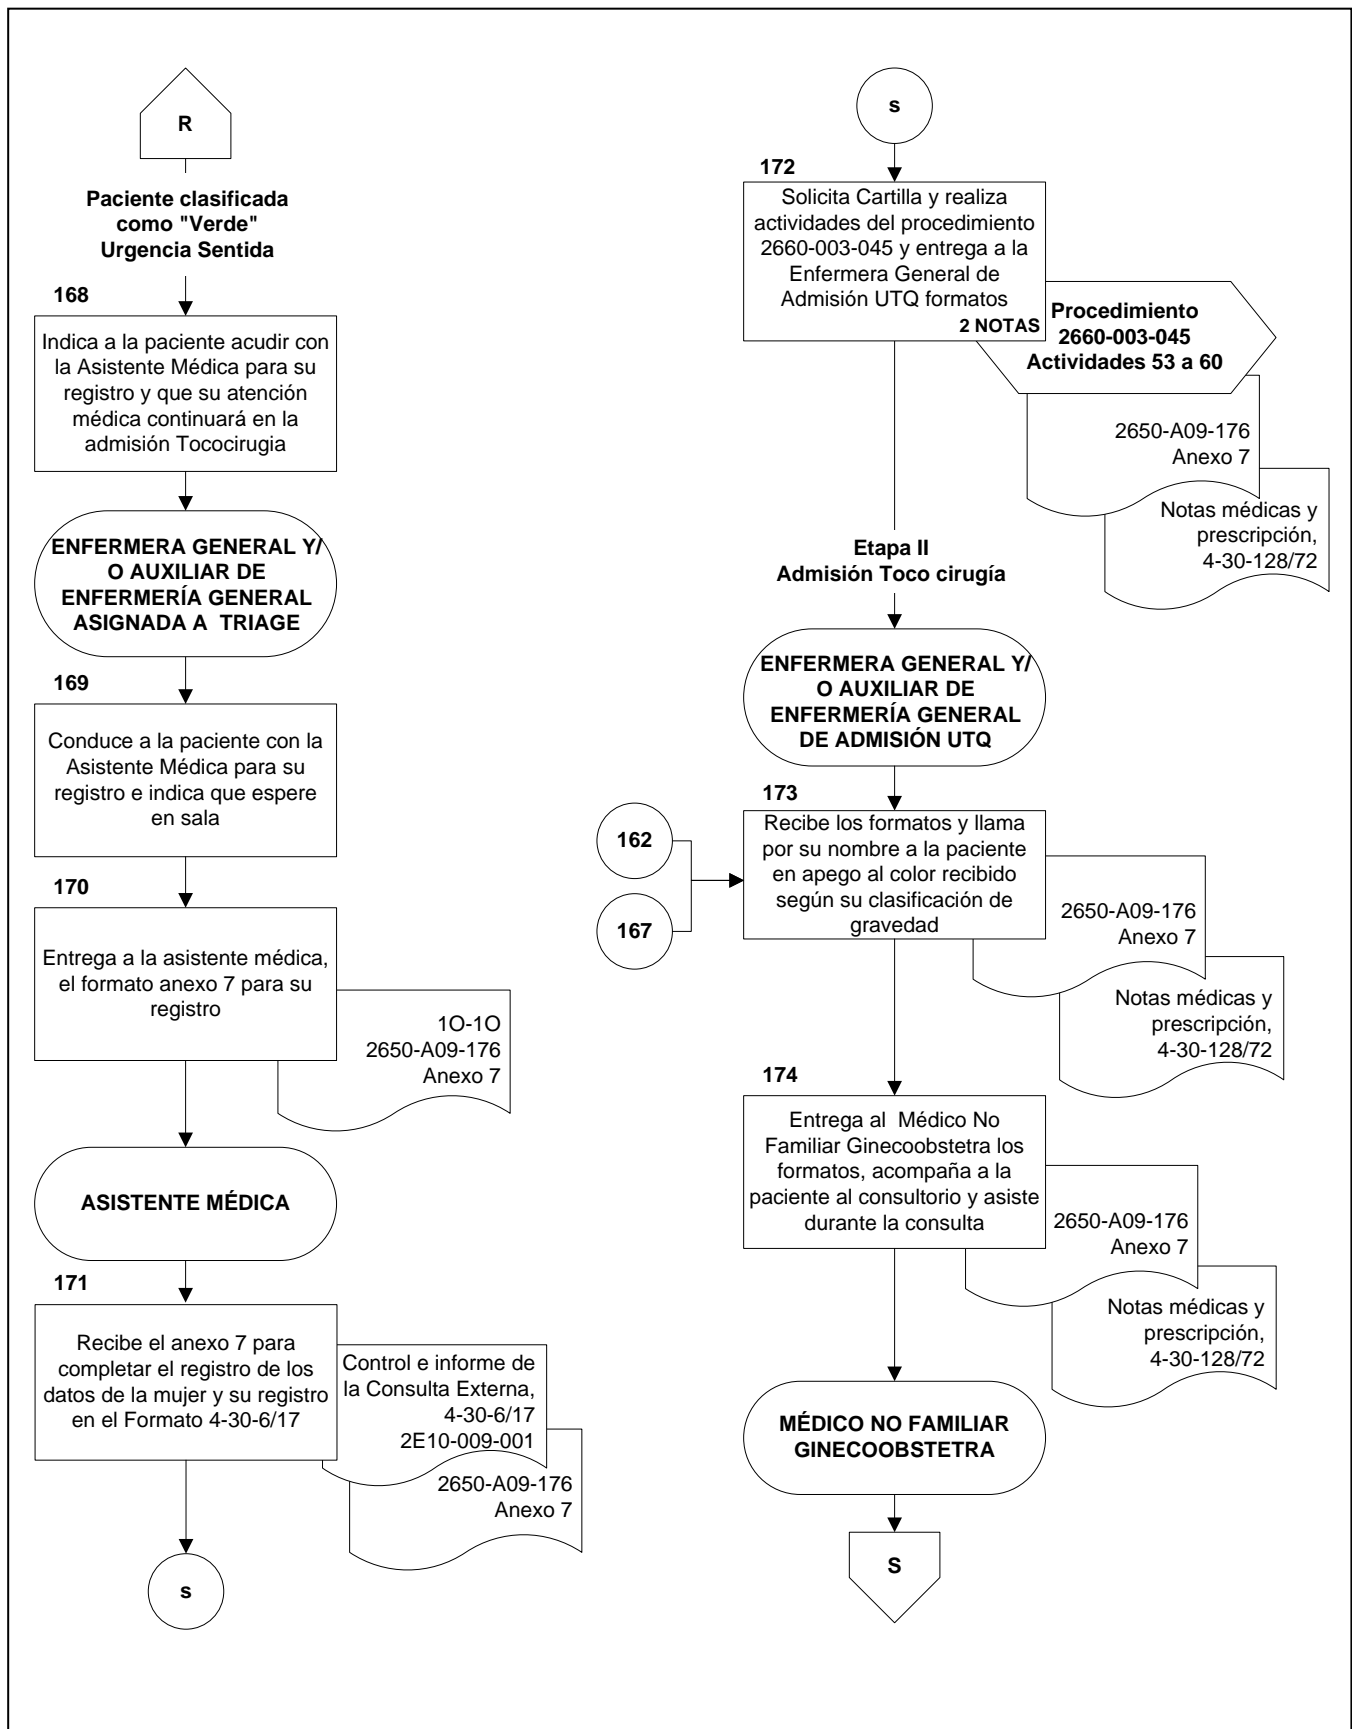 R
Paciente clasificada
como "Verde"
Urgencia Sentida
168
Indica a la paciente acudir con
la Asistente Médica para su
registro y que su atención
médica continuará en la
admisión Tococirugia
ENFERMERA GENERAL Y/
O AUXILIAR DE
ENFERMERÍA GENERAL
ASIGNADA A TRIAGE
169
Conduce a la paciente con la
Asistente Médica para su
registro e indica que espere
en sala
170
Entrega a la asistente médica,
el formato anexo 7 para su
registro
1O-1O
2650-A09-176
Anexo 7
ASISTENTE MÉDICA
171
Recibe el anexo 7 para
completar el registro de los
datos de la mujer y su registro
en el Formato 4-30-6/17
Control e informe de
la Consulta Externa,
4-30-6/17
2E10-009-001
2650-A09-176
Anexo 7
s
s
172
Solicita Cartilla y realiza
actividades del procedimiento
2660-003-045 y entrega a la
Enfermera General de
Admisión UTQ formatos
2 NOTAS
Procedimiento
2660-003-045
Actividades 53 a 60
2650-A09-176
Anexo 7
Notas médicas y
prescripción,
4-30-128/72
Etapa II
Admisión Toco cirugía
ENFERMERA GENERAL Y/
O AUXILIAR DE
ENFERMERÍA GENERAL
DE ADMISIÓN UTQ
173
Recibe los formatos y llama
por su nombre a la paciente
en apego al color recibido
según su clasificación de
gravedad
162
167
2650-A09-176
Anexo 7
Notas médicas y
prescripción,
4-30-128/72
174
Entrega al Médico No
Familiar Ginecoobstetra los
formatos, acompaña a la
paciente al consultorio y asiste
durante la consulta
2650-A09-176
Anexo 7
Notas médicas y
prescripción,
4-30-128/72
MÉDICO NO FAMILIAR
GINECOOBSTETRA
S